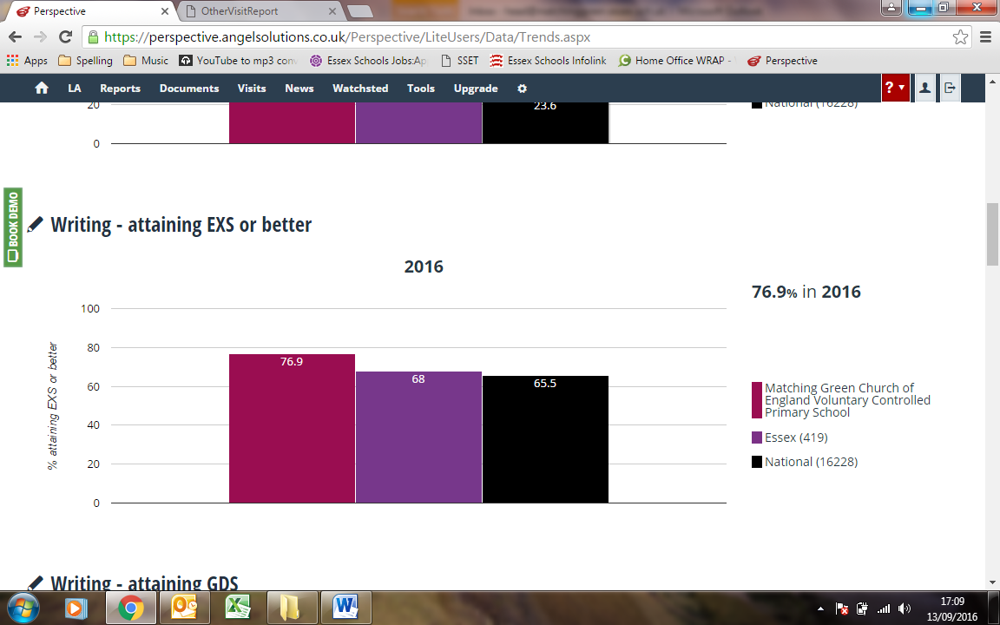 Perspective
OtherVisitReport
https://perspective.angelsolutions.co.uk/Perspective/LiteUsers/Data/Trends.aspx
Apps Spelling Music YouTube to mp3 con Essex Schools Jobs:Ap SSET Essex Schools Infolink Home Office WRAP - Perspective
LA Reports Documents Visits News Watchsted Tools Upgrade ?
20
23.6
National (16228)
0
BOOK DEMO
Writing - attaining EXS or better
2016
76.9% in 2016
100
80
60
40
20
0
% attaining EXS or better
76.9
68
65.5
Matching Green Church of
England Voluntary Controlled
Primary School
Essex (419)
National (16228)
Writing - attaining GDS
17:09
13/09/2016